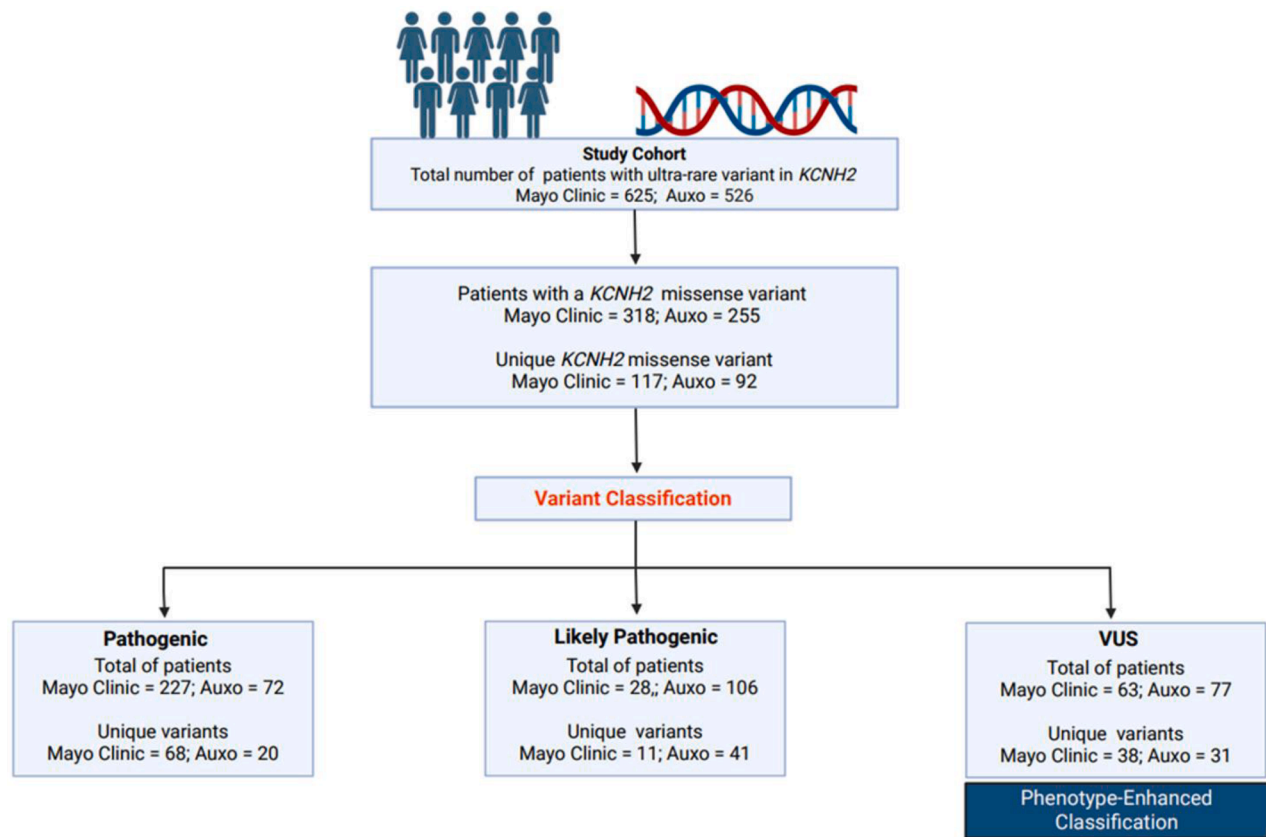 Study Cohort
Total number of patients with ultra-rare variant in KCNH2
Mayo Clinic = 625; Auxo = 526
Patients with a KCNH2 missense variant
Mayo Clinic = 318; Auxo = 255
Unique KCNH2 missense variant
Mayo Clinic = 117; Auxo = 92
Variant Classification
Pathogenic
Total of patients
Mayo Clinic = 227; Auxo = 72
Unique variants
Mayo Clinic = 68; Auxo = 20
Likely Pathogenic
Total of patients
Mayo Clinic = 28,; Auxo = 106
Unique variants
Mayo Clinic = 11; Auxo = 41
VUS
Total of patients
Mayo Clinic = 63; Auxo = 77
Unique variants
Mayo Clinic = 38; Auxo = 31
Phenotype-Enhanced
Classification